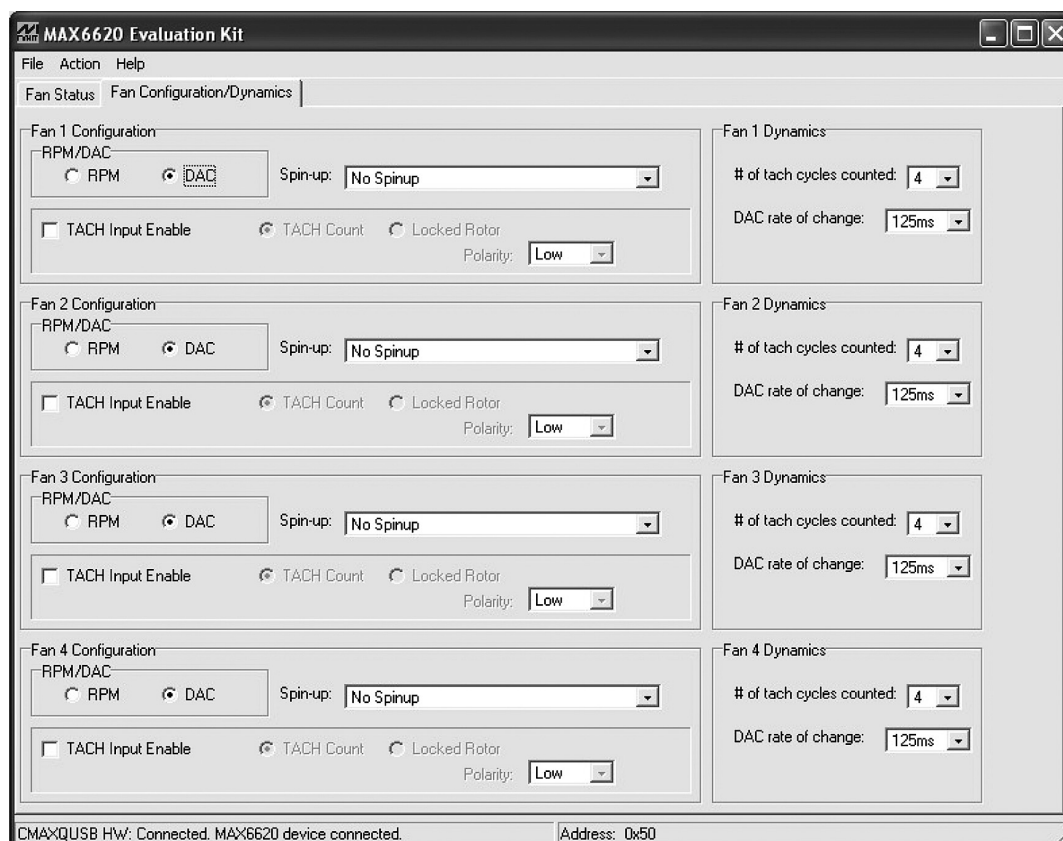 MAX6620 Evaluation Kit
File Action Help
Fan Status Fan Configuration/Dynamics
Fan 1 Configuration
RPM/DAC
RPM DAC Spin-up: No Spinup
TACH Input Enable TACH Count Locked Rotor
Polarity: Low
Fan 1 Dynamics
# of tach cycles counted: 4
DAC rate of change: 125ms
Fan 2 Configuration
RPM/DAC
RPM DAC Spin-up: No Spinup
TACH Input Enable TACH Count Locked Rotor
Polarity: Low
Fan 2 Dynamics
# of tach cycles counted: 4
DAC rate of change: 125ms
Fan 3 Configuration
RPM/DAC
RPM DAC Spin-up: No Spinup
TACH Input Enable TACH Count Locked Rotor
Polarity: Low
Fan 3 Dynamics
# of tach cycles counted: 4
DAC rate of change: 125ms
Fan 4 Configuration
RPM/DAC
RPM DAC Spin-up: No Spinup
TACH Input Enable TACH Count Locked Rotor
Polarity: Low
Fan 4 Dynamics
# of tach cycles counted: 4
DAC rate of change: 125ms
CMAXQUSB HW: Connected. MAX6620 device connected. Address: 0x50